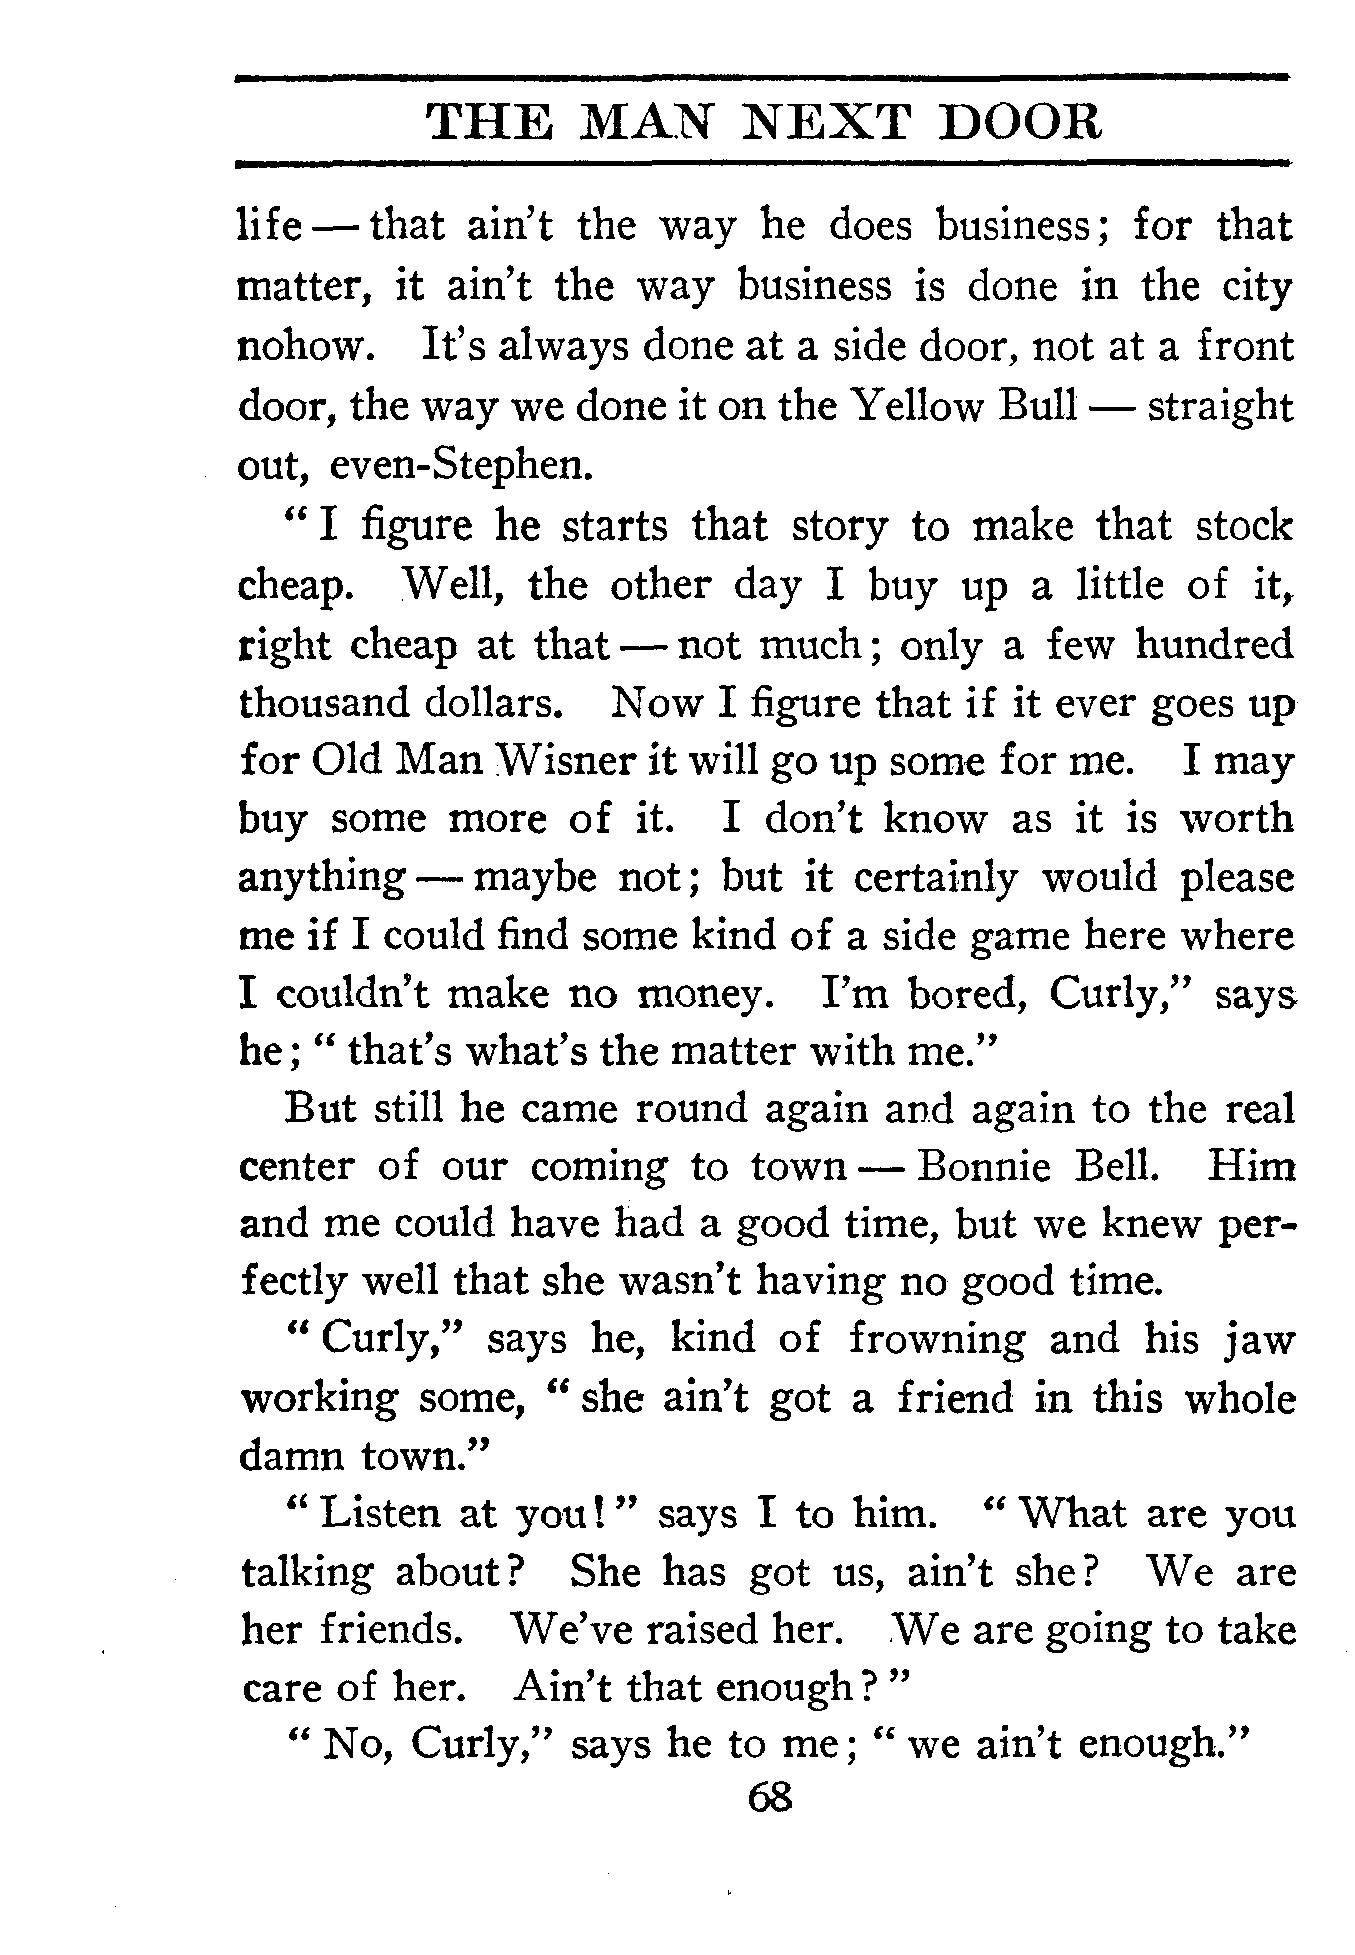 THE MAN NEXT DOOR
life — that ain't the way he does business; for that
matter, it ain't the way business is done in the city
nohow. It's always done at a side door, not at a front
door, the way we done it on the Yellow Bull — straight
out, even-Stephen.
" I figure he starts that story to make that stock
cheap. Well, the other day I buy up a little of it,
right cheap at that — not much; only a few hundred
thousand dollars. Now I figure that if it ever goes up
for Old Man Wisner it will go up some for me. I may
buy some more of it. I don't know as it is worth
anything — maybe not; but it certainly would please
me if I could find some kind of a side game here where
I couldn't make no money. I'm bored, Curly," says
he; " that's what's the matter with me."
But still he came round again and again to the real
center of our coming to town — Bonnie Bell. Him
and me could have had a good time, but we knew per-
fectly well that she wasn't having no good time.
" Curly," says he, kind of frowning and his jaw
working some, " she ain't got a friend in this whole
damn town."
" Listen at you! " says I to him. " What are you
talking about? She has got us, ain't she? We are
her friends. We've raised her. We are going to take
care of her. Ain't that enough? "
" No, Curly," says he to me; " we ain't enough."
68